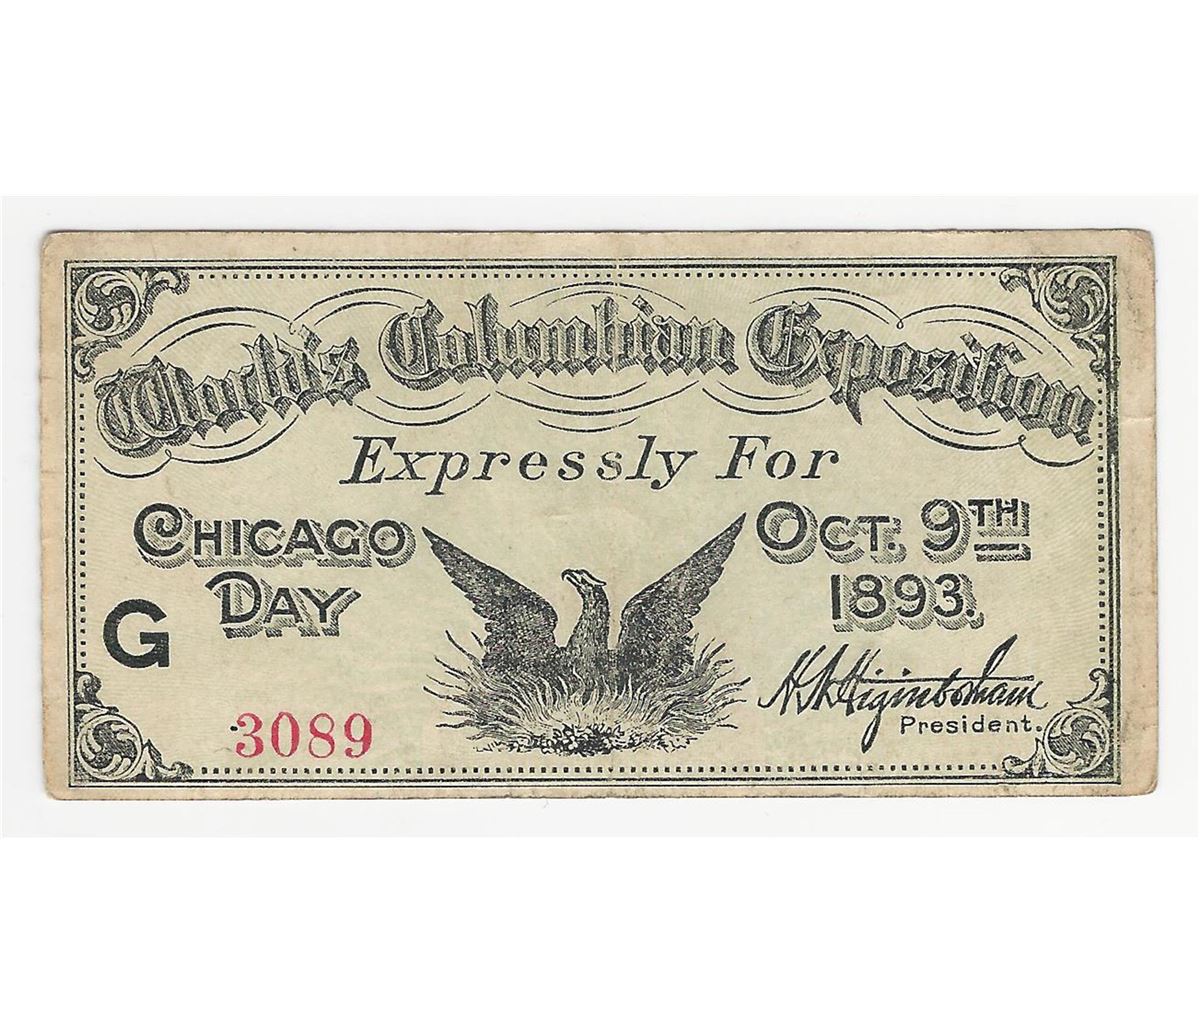 World's Columbian Exposition
Expressly For
CHICAGO DAY
OCT. 9TH 1893.
G
3089
H. N. Higinbotham
President.